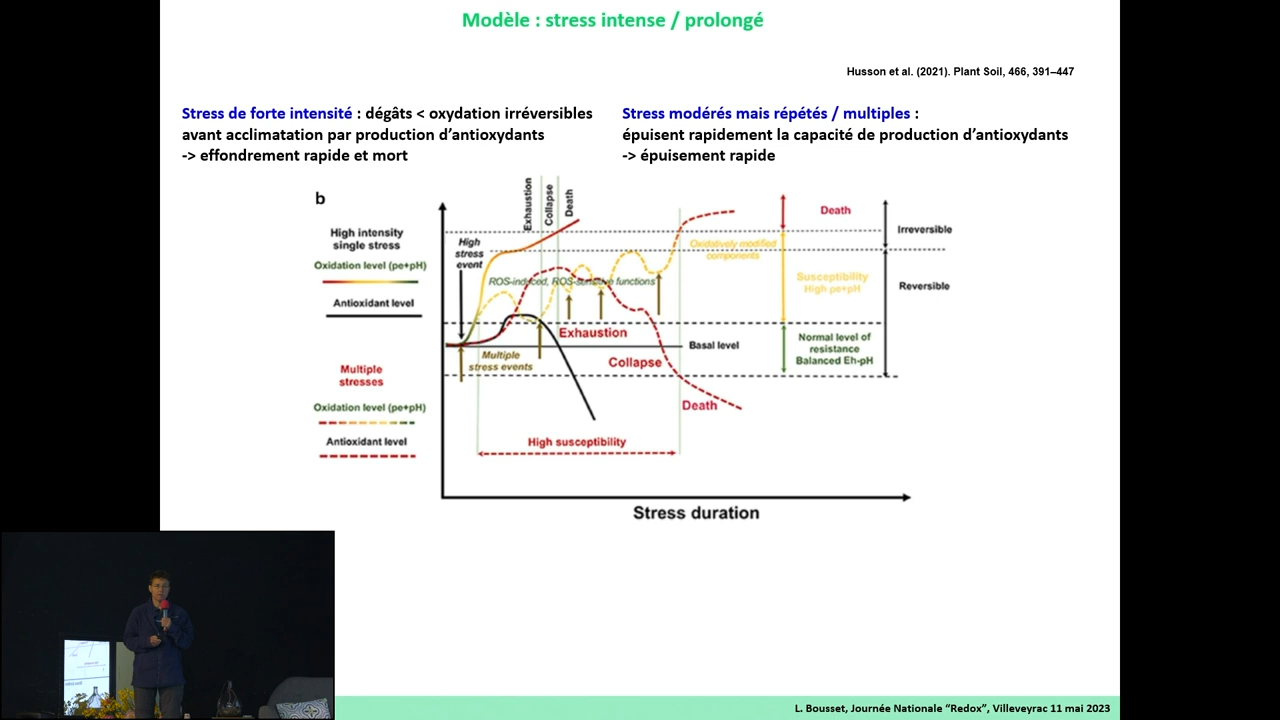 Modèle : stress intense / prolongé
Husson et al. (2021). Plant Soil, 466, 391–447
Stress de forte intensité : dégâts < oxydation irréversibles
avant acclimatation par production d’antioxydants
-> effondrement rapide et mort
Stress modérés mais répétés / multiples :
épuisent rapidement la capacité de production d’antioxydants
-> épuisement rapide
b
High intensity
single stress
Oxidation level (pe+pH)
Antioxidant level
Multiple
stresses
Oxidation level (pe+pH)
Antioxidant level
Exhaustion
Collapse
Death
High
stress
event
ROS-induced, ROS-sensitive functions
Oxidatively modified
components
Multiple
stress events
Exhaustion
Collapse
Death
Basal level
High susceptibility
Death
Susceptibility
High pe+pH
Normal level of
resistance
Balanced Eh-pH
Irreversible
Reversible
Stress duration
L. Bousset, Journée Nationale “Redox”, Villeveyrac 11 mai 2023